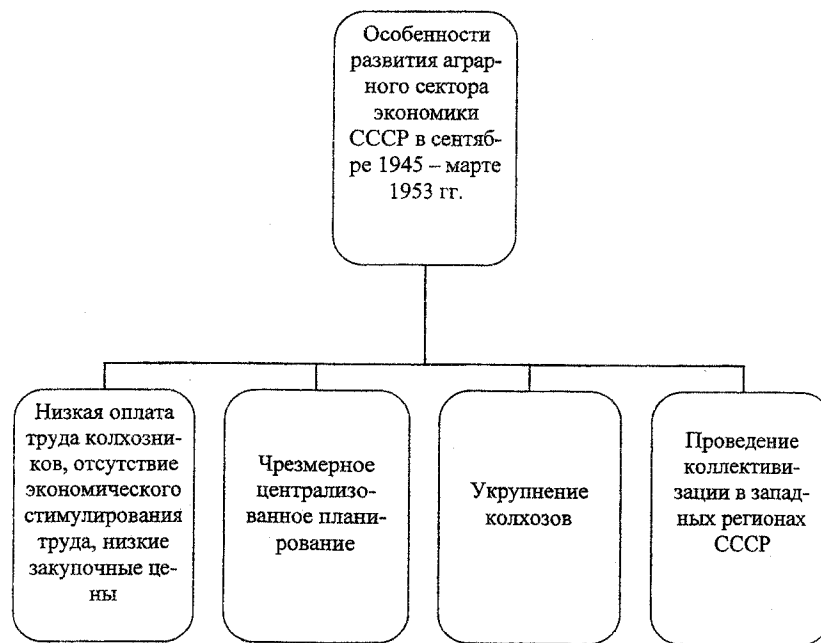 Особенности
развития аграр-
ного сектора
экономики
СССР в сентяб-
ре 1945 – марте
1953 гг.
Низкая оплата
труда колхозни-
ков, отсутствие
экономического
стимулирования
труда, низкие
закупочные це-
ны
Чрезмерное
централизо-
ванное плани-
рование
Укрупнение
колхозов
Проведение
коллективи-
зации в запад-
ных регионах
СССР